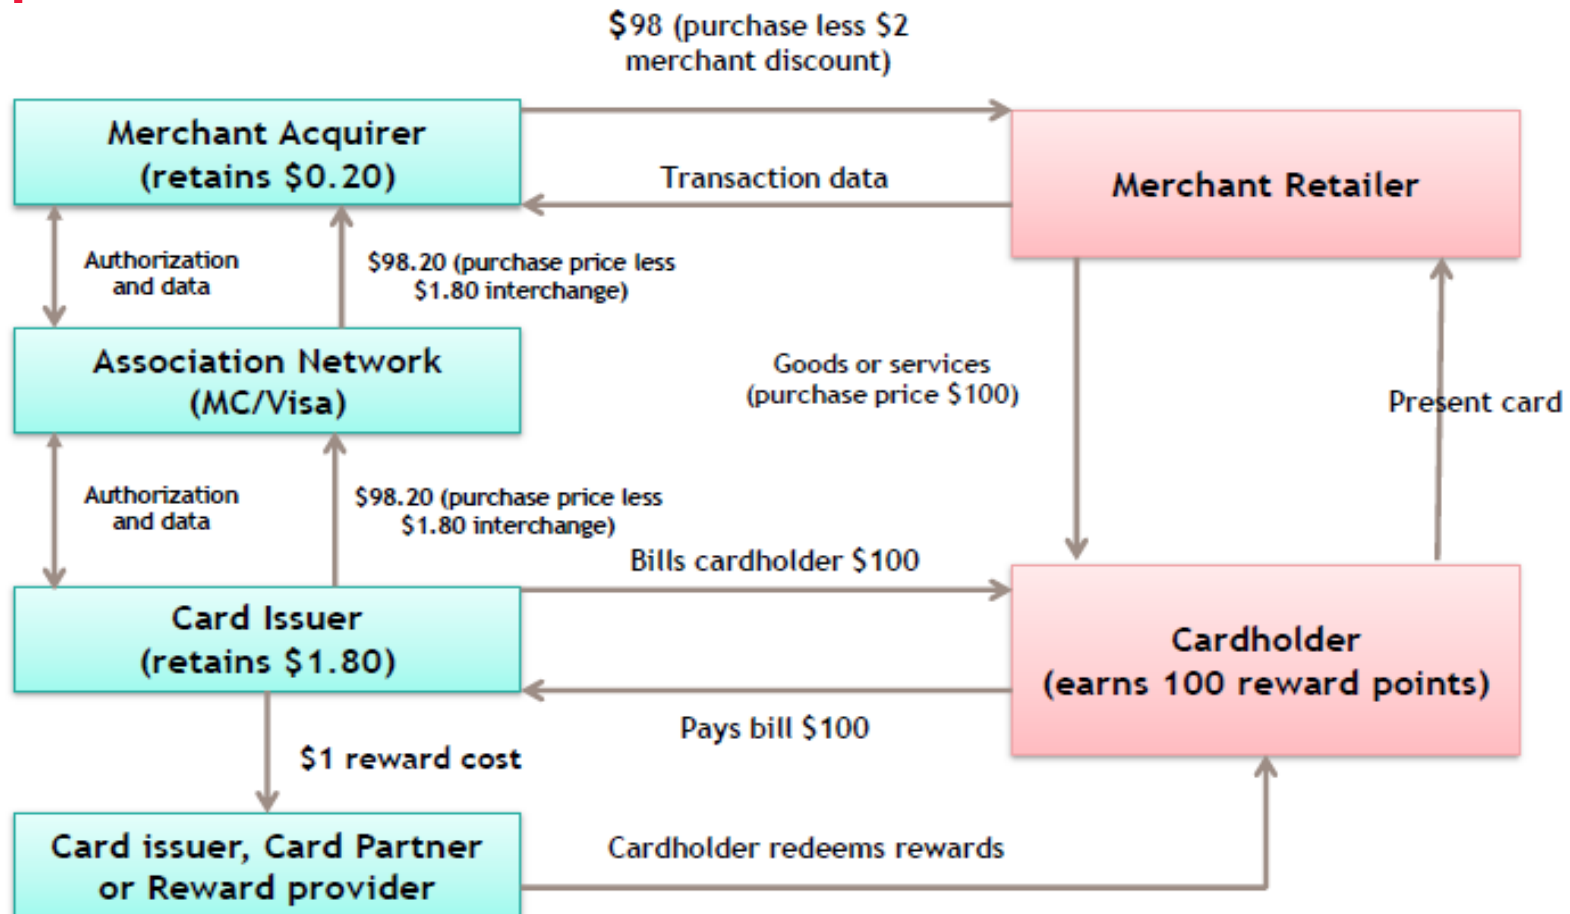 $98 (purchase less $2
merchant discount)
Merchant Acquirer
(retains $0.20)
Transaction data
Merchant Retailer
Authorization
and data
$98.20 (purchase price less
$1.80 interchange)
Association Network
(MC/Visa)
Goods or services
(purchase price $100)
Present card
Authorization
and data
$98.20 (purchase price less
$1.80 interchange)
Bills cardholder $100
Card Issuer
(retains $1.80)
Cardholder
(earns 100 reward points)
Pays bill $100
$1 reward cost
Card issuer, Card Partner
or Reward provider
Cardholder redeems rewards